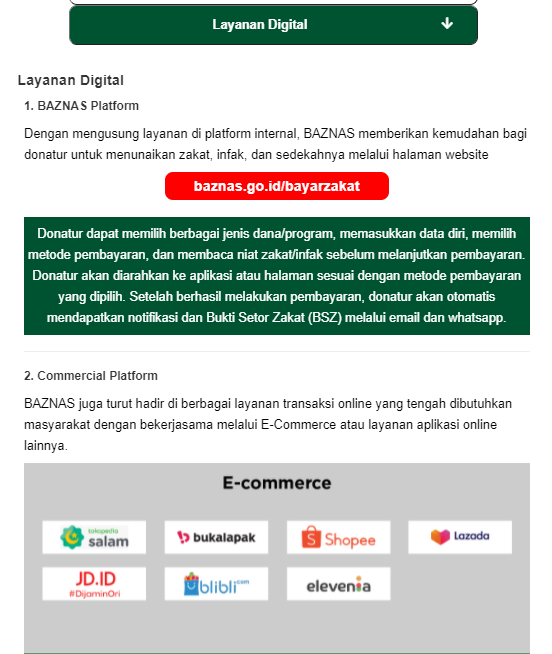 Layanan Digital
Layanan Digital
1. BAZNAS Platform
Dengan mengusung layanan di platform internal, BAZNAS memberikan kemudahan bagi
donatur untuk menunaikan zakat, infak, dan sedekahnya melalui halaman website
baznas.go.id/bayarzakat
Donatur dapat memilih berbagai jenis dana/program, memasukkan data diri, memilih
metode pembayaran, dan membaca niat zakat/infak sebelum melanjutkan pembayaran.
Donatur akan diarahkan ke aplikasi atau halaman sesuai dengan metode pembayaran
yang dipilih. Setelah berhasil melakukan pembayaran, donatur akan otomatis
mendapatkan notifikasi dan Bukti Setor Zakat (BSZ) melalui email dan whatsapp.
2. Commercial Platform
BAZNAS juga turut hadir di berbagai layanan transaksi online yang tengah dibutuhkan
masyarakat dengan bekerjasama melalui E-Commerce atau layanan aplikasi online
lainnya.
E-commerce
tokopedia
salam
bukalapak
Shopee
Lazada
JD.ID
#DijaminOri
blibli.com
elevenia